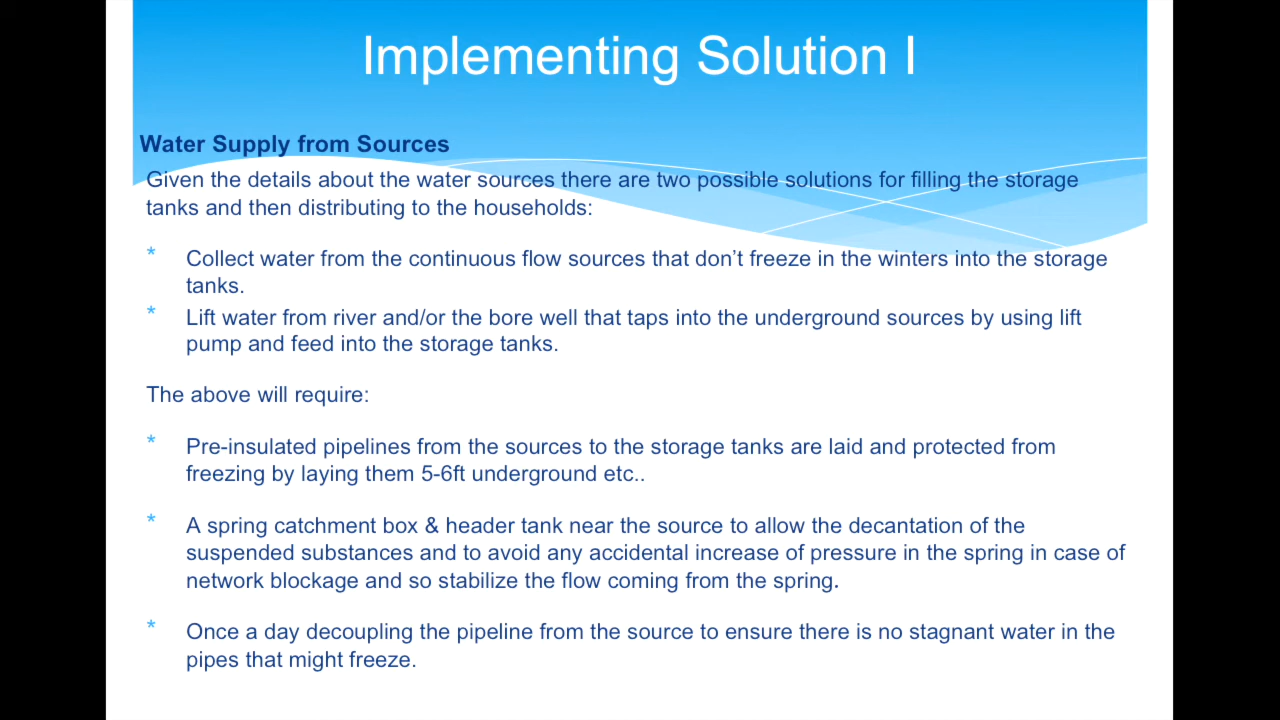 Implementing Solution I
Water Supply from Sources
Given the details about the water sources there are two possible solutions for filling the storage
tanks and then distributing to the households:
* Collect water from the continuous flow sources that don’t freeze in the winters into the storage
tanks.
* Lift water from river and/or the bore well that taps into the underground sources by using lift
pump and feed into the storage tanks.
The above will require:
* Pre-insulated pipelines from the sources to the storage tanks are laid and protected from
freezing by laying them 5-6ft underground etc..
* A spring catchment box & header tank near the source to allow the decantation of the
suspended substances and to avoid any accidental increase of pressure in the spring in case of
network blockage and so stabilize the flow coming from the spring.
* Once a day decoupling the pipeline from the source to ensure there is no stagnant water in the
pipes that might freeze.